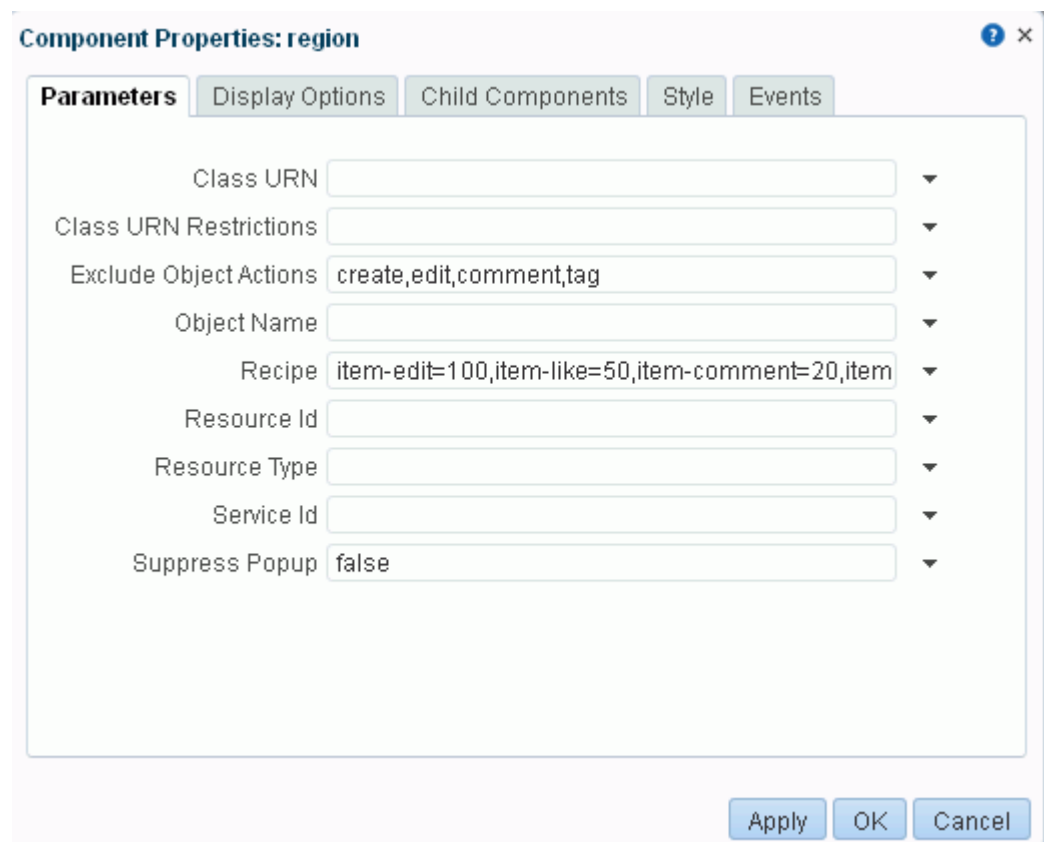 Component Properties: region
Parameters Display Options Child Components Style Events
Class URN
Class URN Restrictions
Exclude Object Actions create,edit,comment,tag
Object Name
Recipe item-edit=100,item-like=50,item-comment=20,item
Resource Id
Resource Type
Service Id
Suppress Popup false
Apply OK Cancel